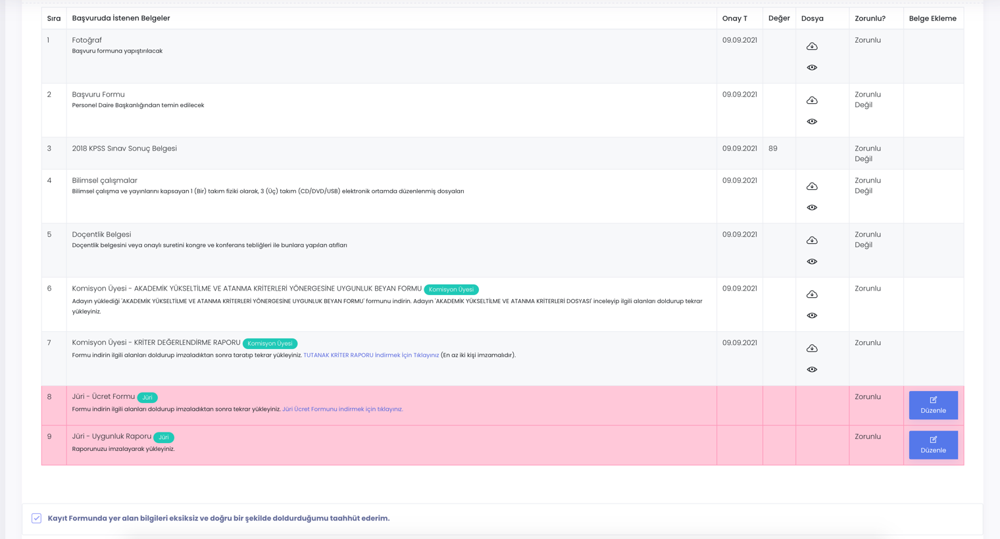 Sıra Başvuruda İstenen Belgeler Onay T Değer Dosya Zorunlu? Belge Ekleme
1 Fotoğraf 09.09.2021 Zorunlu
Başvuru formuna yapıştırılacak
2 Başvuru Formu 09.09.2021 Zorunlu
Personel Daire Başkanlığından temin edilecek Değil
3 2018 KPSS Sınav Sonuç Belgesi 09.09.2021 89 Zorunlu
Değil
4 Bilimsel çalışmalar 09.09.2021 Zorunlu
Bilimsel çalışma ve yayınlarını kapsayan 1 (Bir) takım fiziki olarak, 3 (Üç) takım (CD/DVD/USB) elektronik ortamda düzenlenmiş dosyaları Değil
5 Doçentlik Belgesi 09.09.2021 Zorunlu
Doçentlik belgesini veya onaylı suretini kongre ve konferans tebliğleri ile bunlara yapılan atıfları Değil
6 Komisyon Üyesi - AKADEMİK YÜKSELTİLME VE ATANMA KRİTERLERİ YÖNERGESİNE UYGUNLUK BEYAN FORMU Komisyon Üyesi 09.09.2021 Zorunlu
Adayın yüklediği 'AKADEMİK YÜKSELTİLME VE ATANMA KRİTERLERİ YÖNERGESİNE UYGUNLUK BEYAN FORMU' formunu indirin. Adayın 'AKADEMİK YÜKSELTİLME VE ATANMA KRİTERLERİ DOSYASI' inceleyip ilgili alanları doldurup tekrar
yükleyiniz.
7 Komisyon Üyesi - KRİTER DEĞERLENDİRME RAPORU Komisyon Üyesi 09.09.2021 Zorunlu
Formu indirin ilgili alanları doldurup imzaladıktan sonra taratıp tekrar yükleyiniz. TUTANAK KRİTER RAPORU İndirmek İçin Tıklayınız (En az iki kişi imzamalıdır).
8 Jüri - Ücret Formu Jüri Zorunlu
Formu indirin ilgili alanları doldurup imzaladıktan sonra tekrar yükleyiniz. Jüri Ücret Formunu indirmek için tıklayınız. Düzenle
9 Jüri - Uygunluk Raporu Jüri Zorunlu
Raporunuzu imzalayarak yükleyiniz. Düzenle
Kayıt Formunda yer alan bilgileri eksiksiz ve doğru bir şekilde doldurduğumu taahhüt ederim.